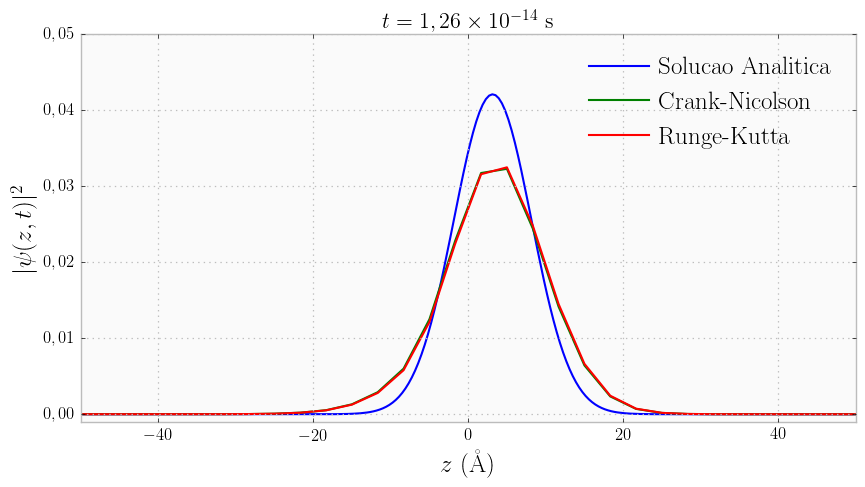 t = 1, 26 × 10⁻¹⁴ s
0, 05
0, 04
0, 03
0, 02
0, 01
0, 00
|ψ(z, t)|²
Solucao Analitica
Crank-Nicolson
Runge-Kutta
−40 −20 0 20 40
z (Å)